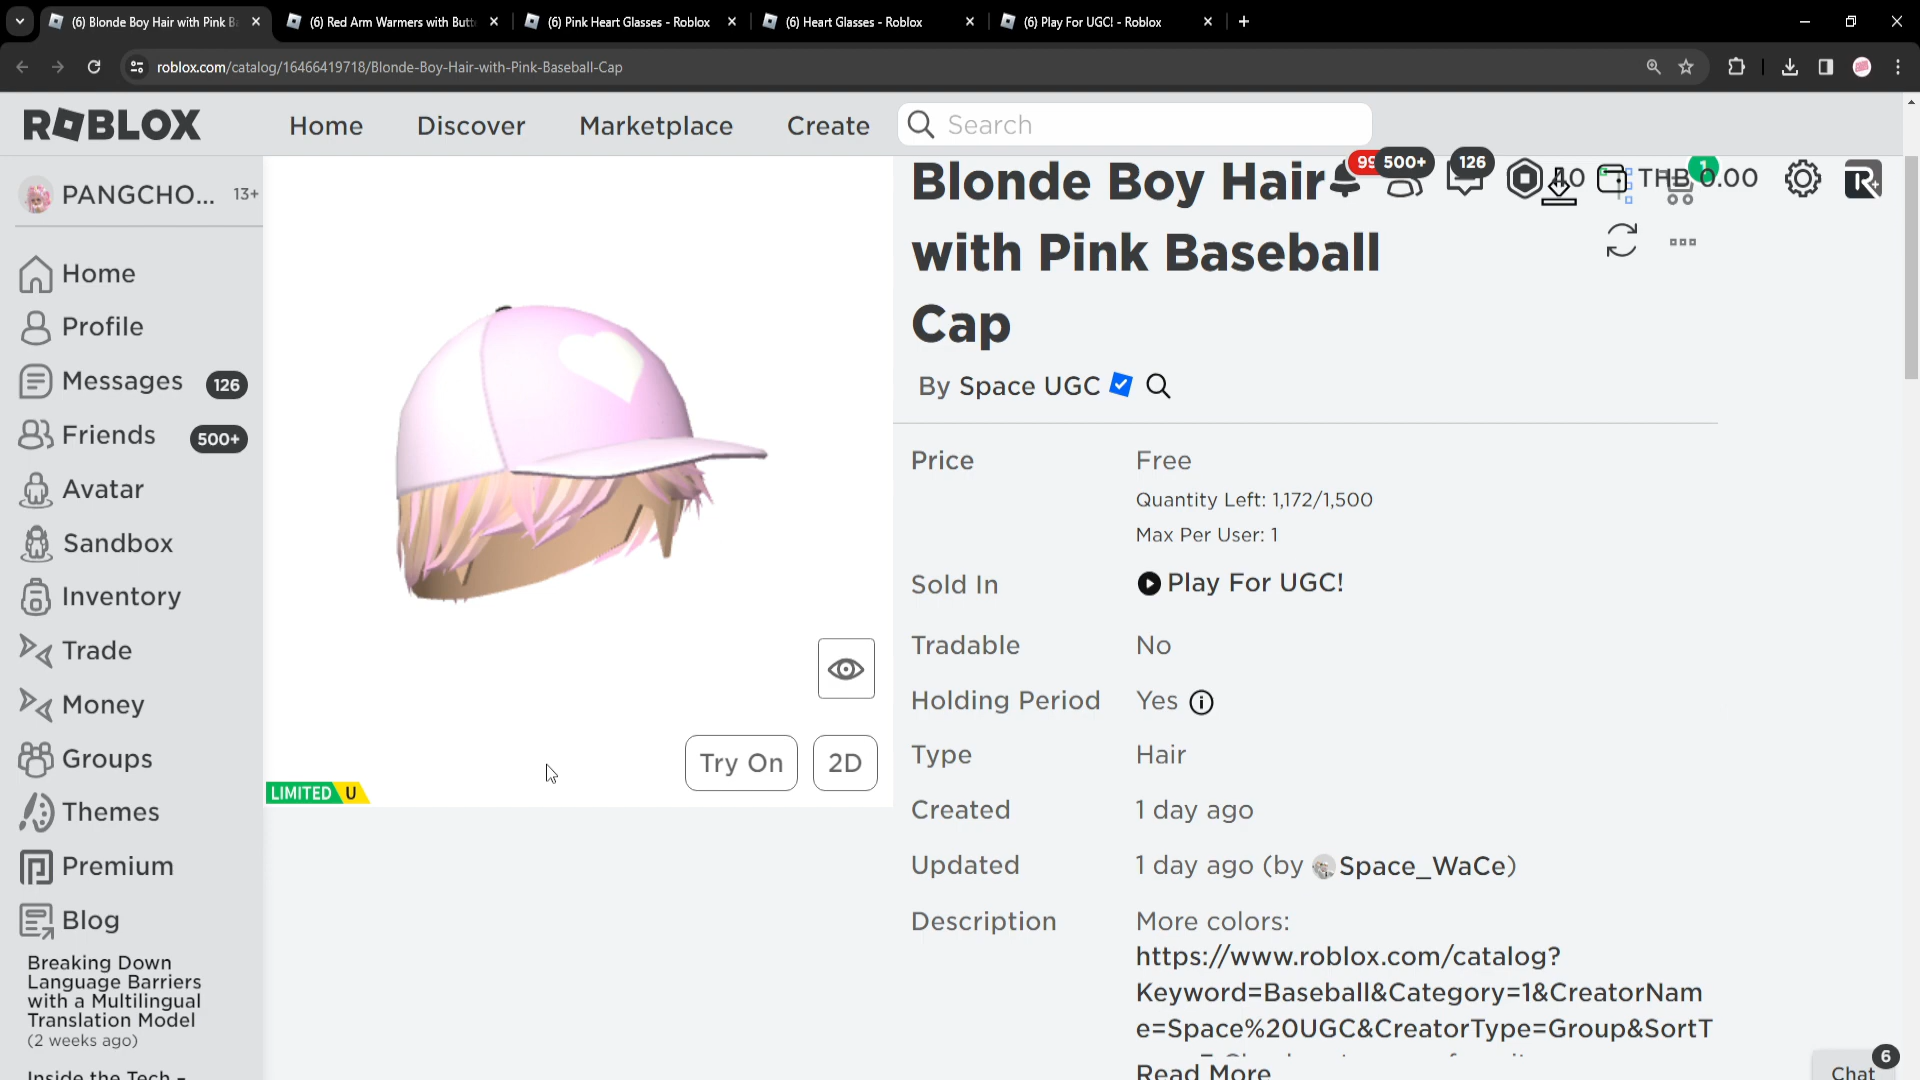 (6) Blonde Boy Hair with Pink B
(6) Red Arm Warmers with Butt
(6) Pink Heart Glasses - Roblox
(6) Heart Glasses - Roblox
(6) Play For UGC! - Roblox
roblox.com/catalog/16466419718/Blonde-Boy-Hair-with-Pink-Baseball-Cap
ROBLOX
Home
Discover
Marketplace
Create
Search
99
500+
126
THB 0.00
1
PANGCHO...
13+
Home
Profile
Messages
126
Friends
500+
Avatar
Sandbox
Inventory
Trade
Money
Groups
Themes
Premium
Blog
Breaking Down
Language Barriers
with a Multilingual
Translation Model
(2 weeks ago)
Inside the Tech -
LIMITED U
Try On
2D
Blonde Boy Hair
with Pink Baseball
Cap
By Space UGC
Price
Free
Quantity Left: 1,172/1,500
Max Per User: 1
Sold In
Play For UGC!
Tradable
No
Holding Period
Yes
Type
Hair
Created
1 day ago
Updated
1 day ago (by Space_WaCe)
Description
More colors:
https://www.roblox.com/catalog?
Keyword=Baseball&Category=1&CreatorNam
e=Space%20UGC&CreatorType=Group&SortT
Read More
Chat
6